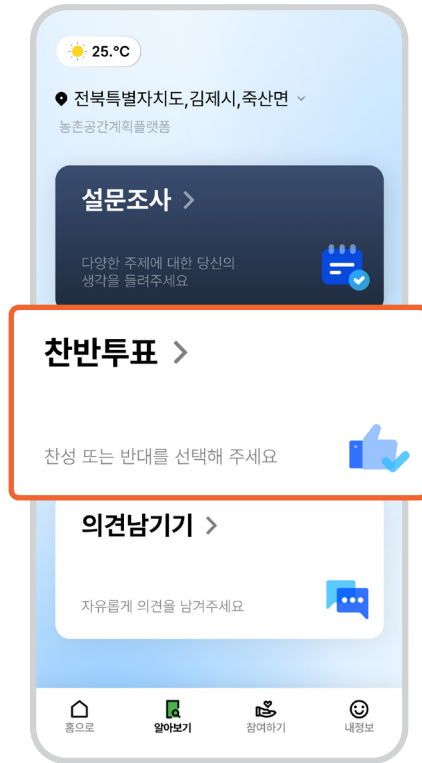 25.°C
전북특별자치도,김제시,죽산면
농촌공간계획플랫폼
설문조사
다양한 주제에 대한 당신의
생각을 들려주세요
찬반투표
찬성 또는 반대를 선택해 주세요
의견남기기
자유롭게 의견을 남겨주세요
홈으로 알아보기 참여하기 내정보